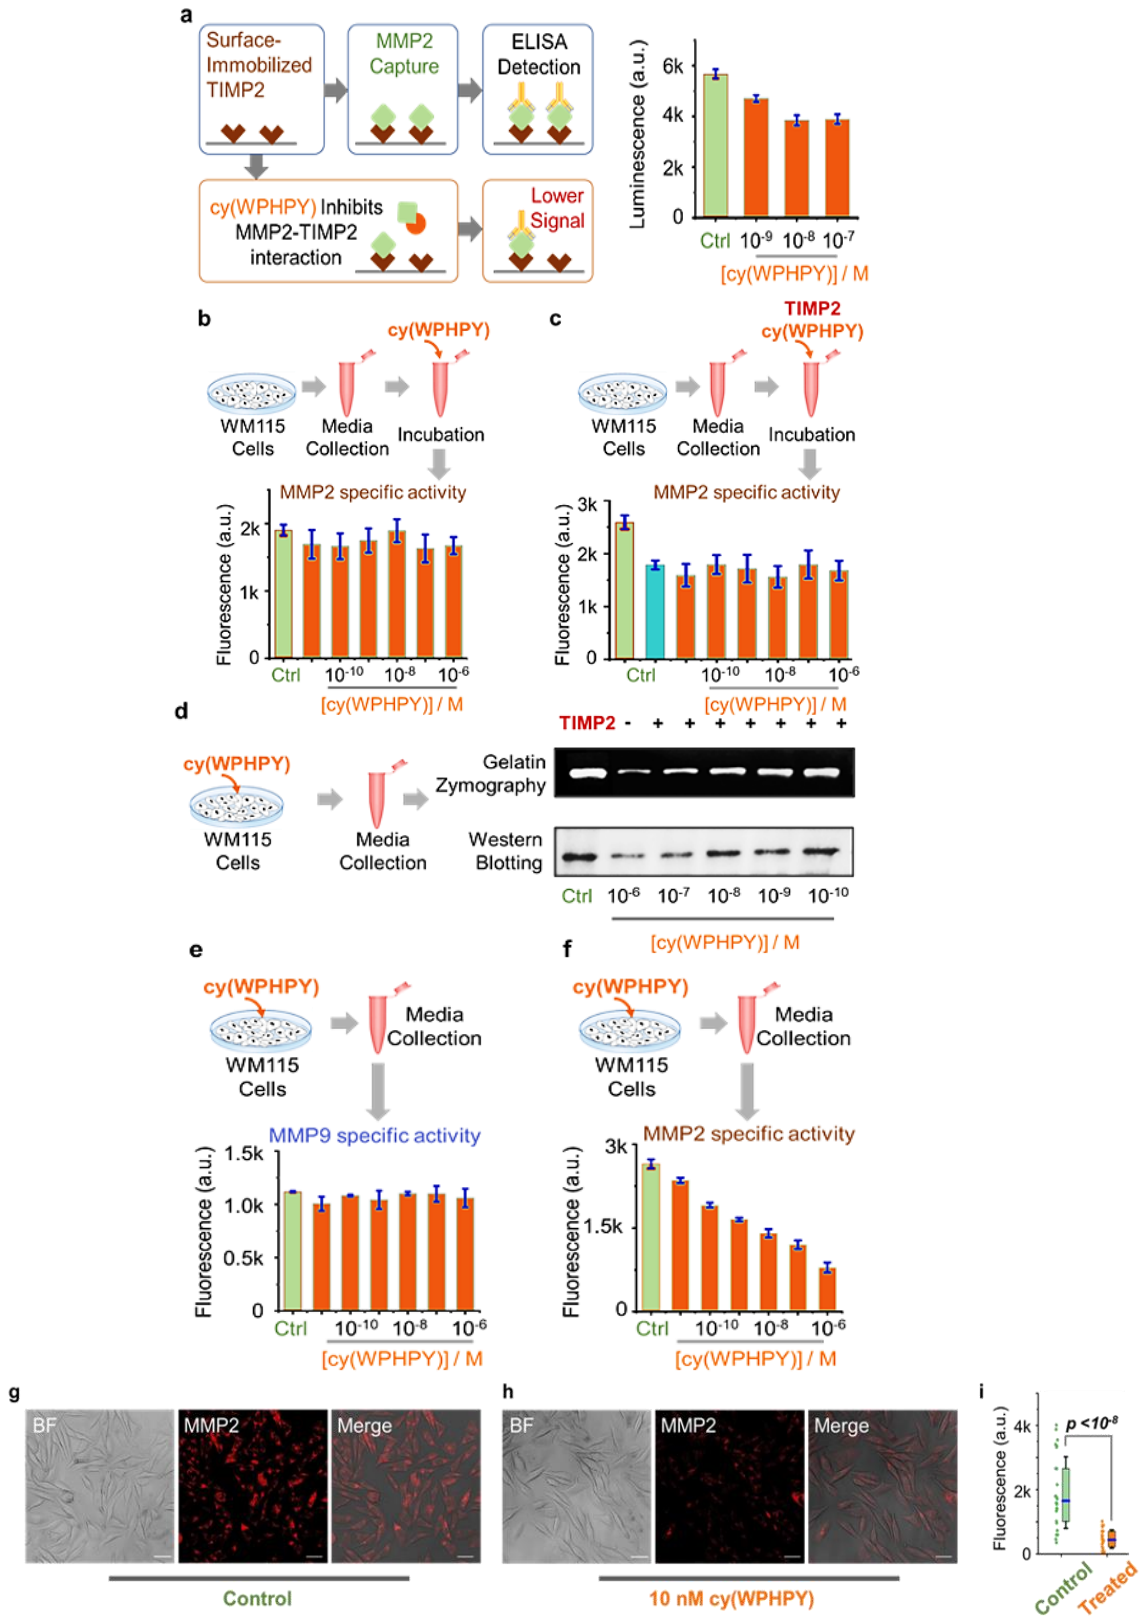 a
Surface-
Immobilized
TIMP2
MMP2
Capture
ELISA
Detection
cy(WPHPY) Inhibits
MMP2-TIMP2
interaction
Lower
Signal
Luminescence (a.u.)
6k
4k
2k
0
Ctrl 10-9 10-8 10-7
[cy(WPHPY)] / M
b
cy(WPHPY)
WM115
Cells
Media
Collection
Incubation
MMP2 specific activity
Fluorescence (a.u.)
2k
1k
0
Ctrl 10-10 10-8 10-6
[cy(WPHPY)] / M
c
TIMP2
cy(WPHPY)
WM115
Cells
Media
Collection
Incubation
MMP2 specific activity
Fluorescence (a.u.)
3k
2k
1k
0
Ctrl 10-10 10-8 10-6
[cy(WPHPY)] / M
TIMP2 - + + + + + + +
d
cy(WPHPY)
WM115
Cells
Media
Collection
Gelatin
Zymography
Western
Blotting
Ctrl 10-6 10-7 10-8 10-9 10-10
[cy(WPHPY)] / M
e
cy(WPHPY)
WM115
Cells
Media
Collection
MMP9 specific activity
Fluorescence (a.u.)
1.5k
1.0k
0.5k
0
Ctrl 10-10 10-8 10-6
[cy(WPHPY)] / M
f
cy(WPHPY)
WM115
Cells
Media
Collection
MMP2 specific activity
Fluorescence (a.u.)
3k
1.5k
0
Ctrl 10-10 10-8 10-6
[cy(WPHPY)] / M
g
BF
MMP2
Merge
Control
h
BF
MMP2
Merge
10 nM cy(WPHPY)
i
Fluorescence (a.u.)
4k
2k
0
p <10-8
Control
Treated